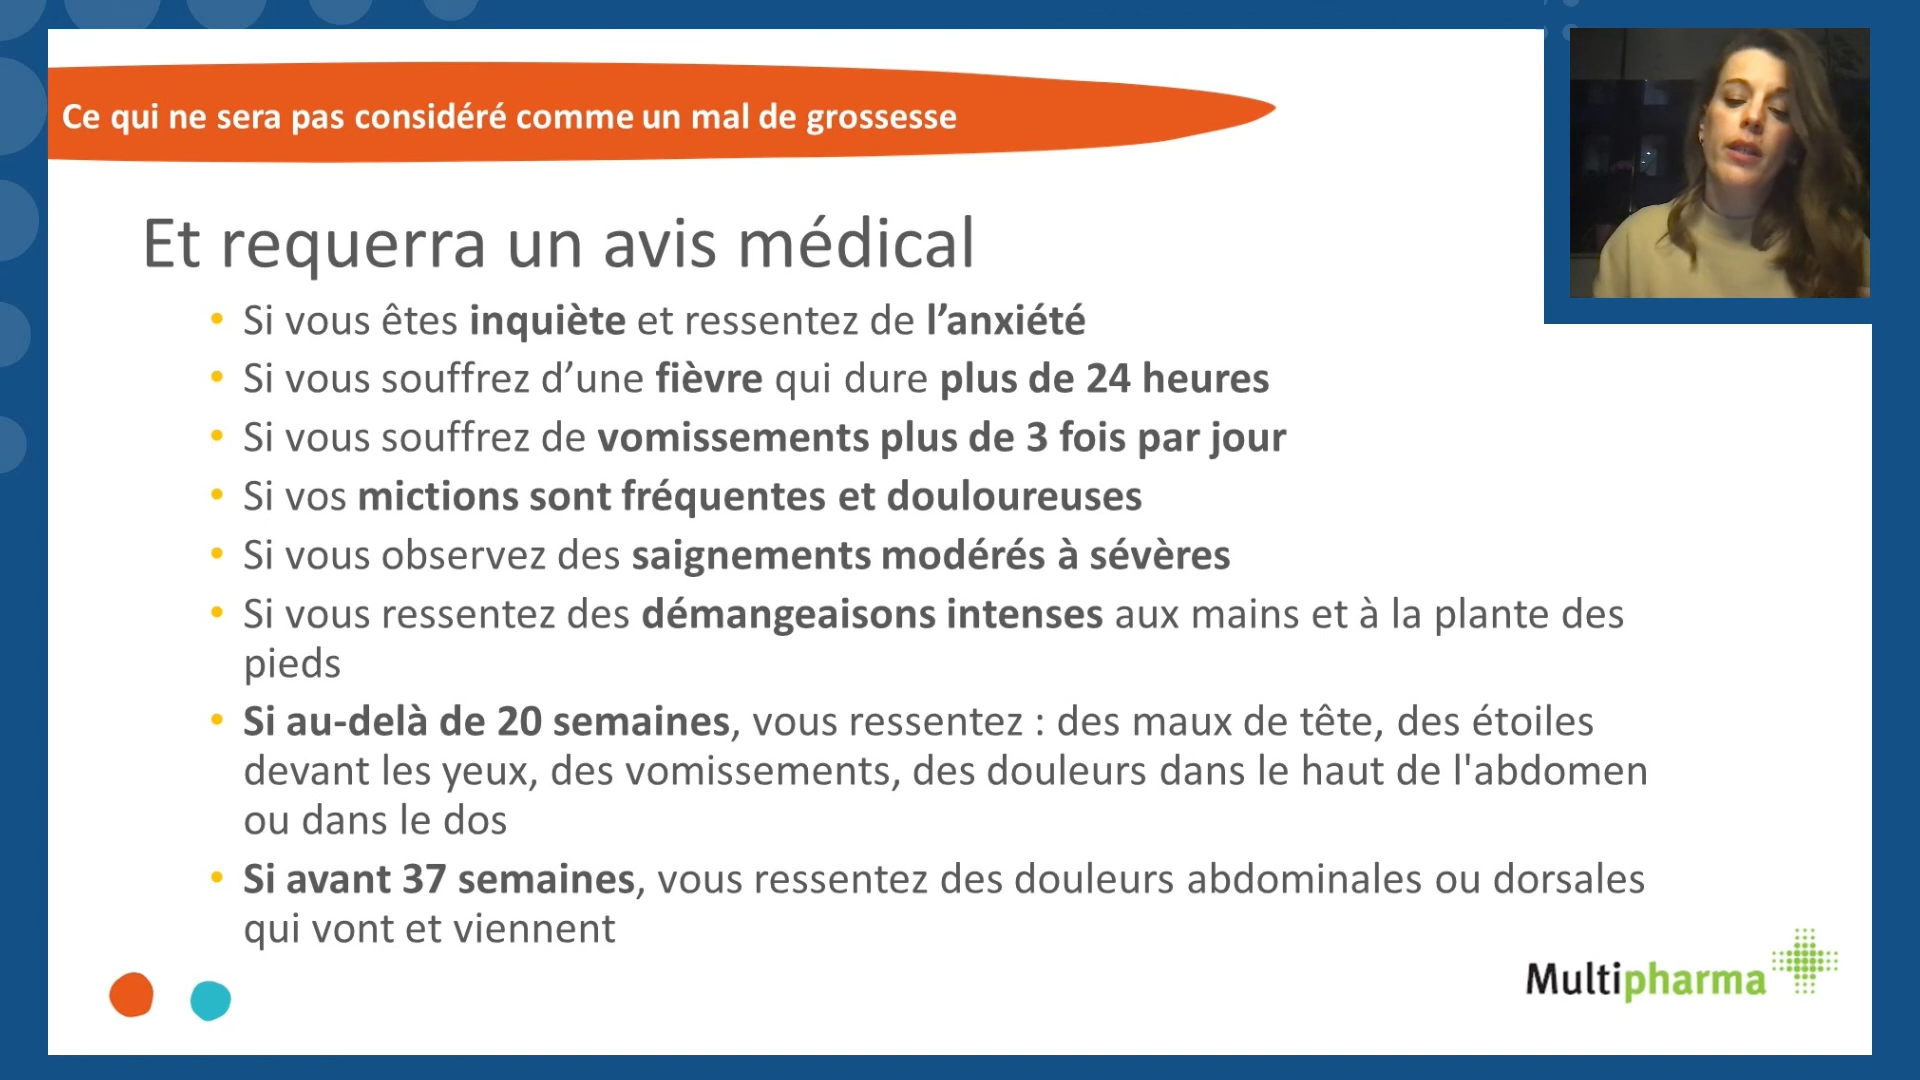 Ce qui ne sera pas considéré comme un mal de grossesse
Et requerra un avis médical
• Si vous êtes inquiète et ressentez de l’anxiété
• Si vous souffrez d’une fièvre qui dure plus de 24 heures
• Si vous souffrez de vomissements plus de 3 fois par jour
• Si vos mictions sont fréquentes et douloureuses
• Si vous observez des saignements modérés à sévères
• Si vous ressentez des démangeaisons intenses aux mains et à la plante des
pieds
• Si au-delà de 20 semaines, vous ressentez : des maux de tête, des étoiles
devant les yeux, des vomissements, des douleurs dans le haut de l'abdomen
ou dans le dos
• Si avant 37 semaines, vous ressentez des douleurs abdominales ou dorsales
qui vont et viennent
Multipharma